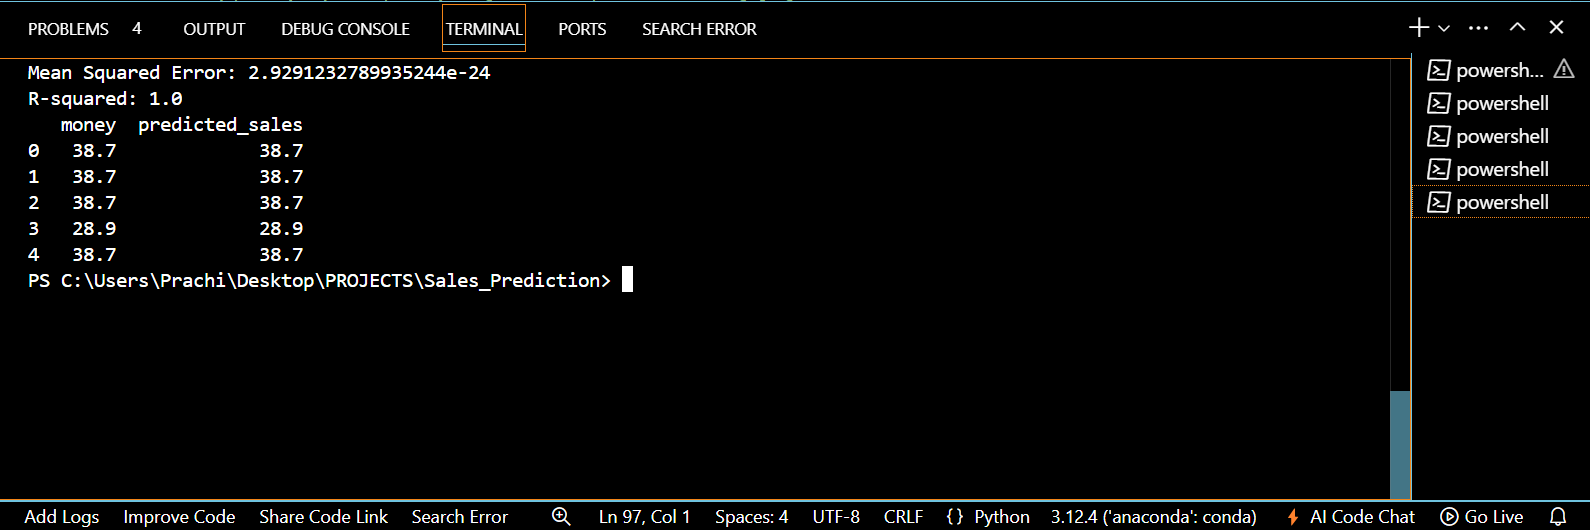 PROBLEMS 4 OUTPUT DEBUG CONSOLE TERMINAL PORTS SEARCH ERROR
Mean Squared Error: 2.9291232789935244e-24
R-squared: 1.0
money predicted_sales
0 38.7 38.7
1 38.7 38.7
2 38.7 38.7
3 28.9 28.9
4 38.7 38.7
PS C:\Users\Prachi\Desktop\PROJECTS\Sales_Prediction>
powersh...
powershell
powershell
powershell
powershell
Add Logs Improve Code Share Code Link Search Error Ln 97, Col 1 Spaces: 4 UTF-8 CRLF {} Python 3.12.4 ('anaconda': conda) AI Code Chat Go Live